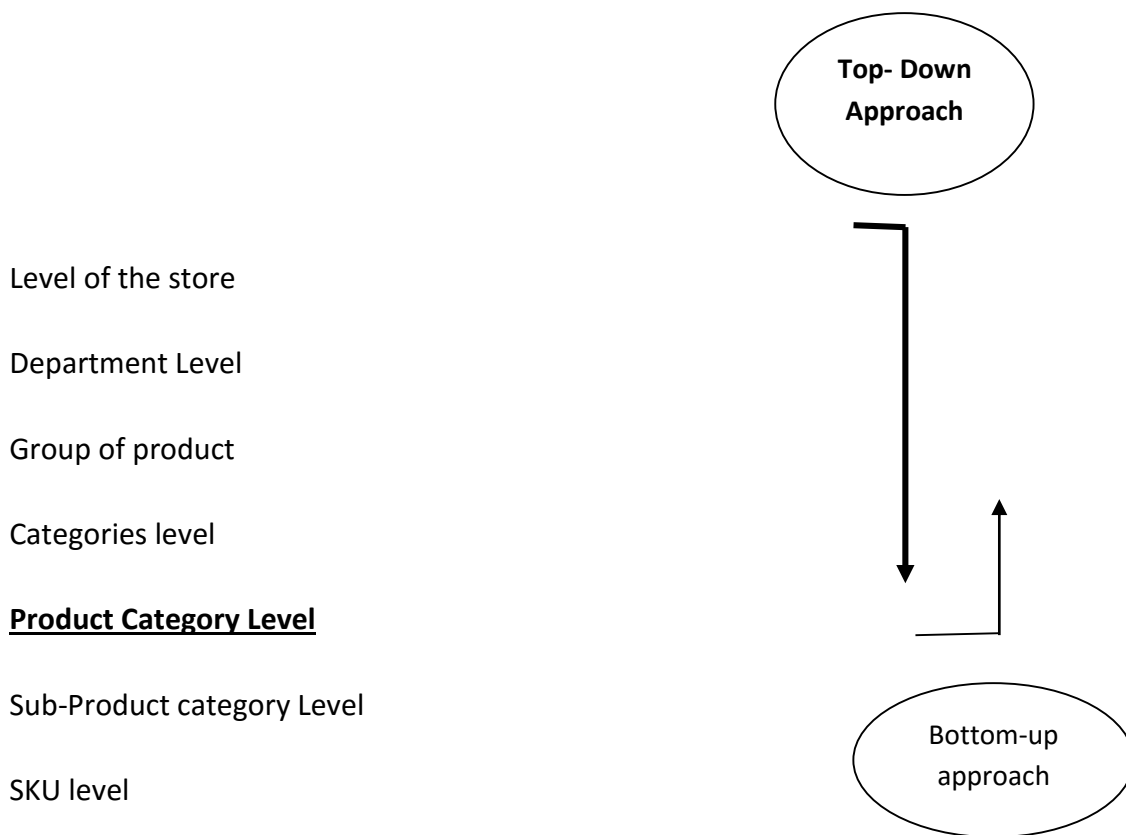 Top- Down
Approach
Level of the store
Department Level
Group of product
Categories level
Product Category Level
Sub-Product category Level
SKU level
Bottom-up
approach